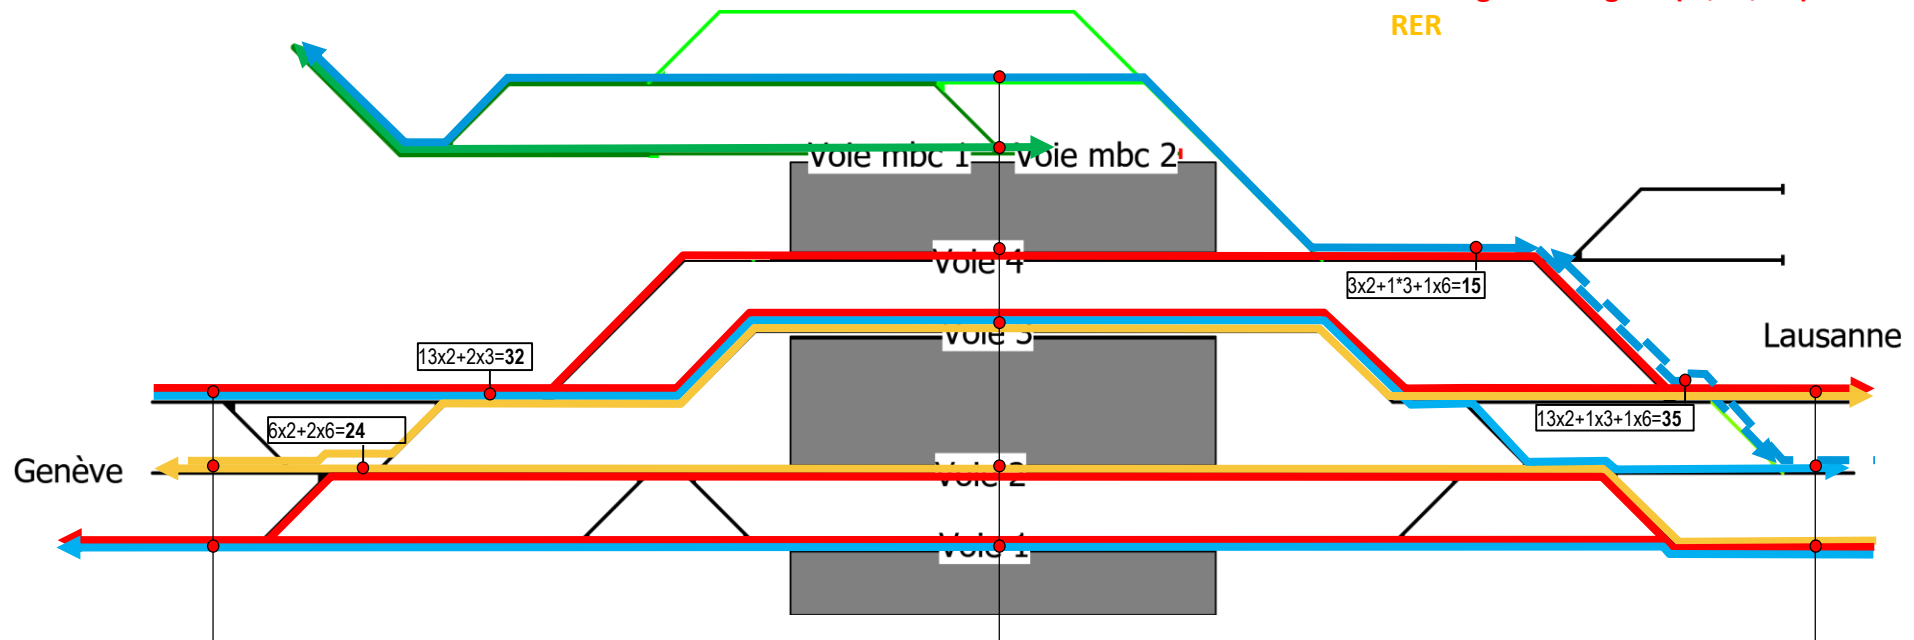 RER
Voie mbc 1
Voie mbc 2
Voie 4
3x2+1*3+1x6=15
Lausanne
Voie 3
13x2+2x3=32
13x2+1x3+1x6=35
6x2+2x6=24
Genève
Voie 2
Voie 1